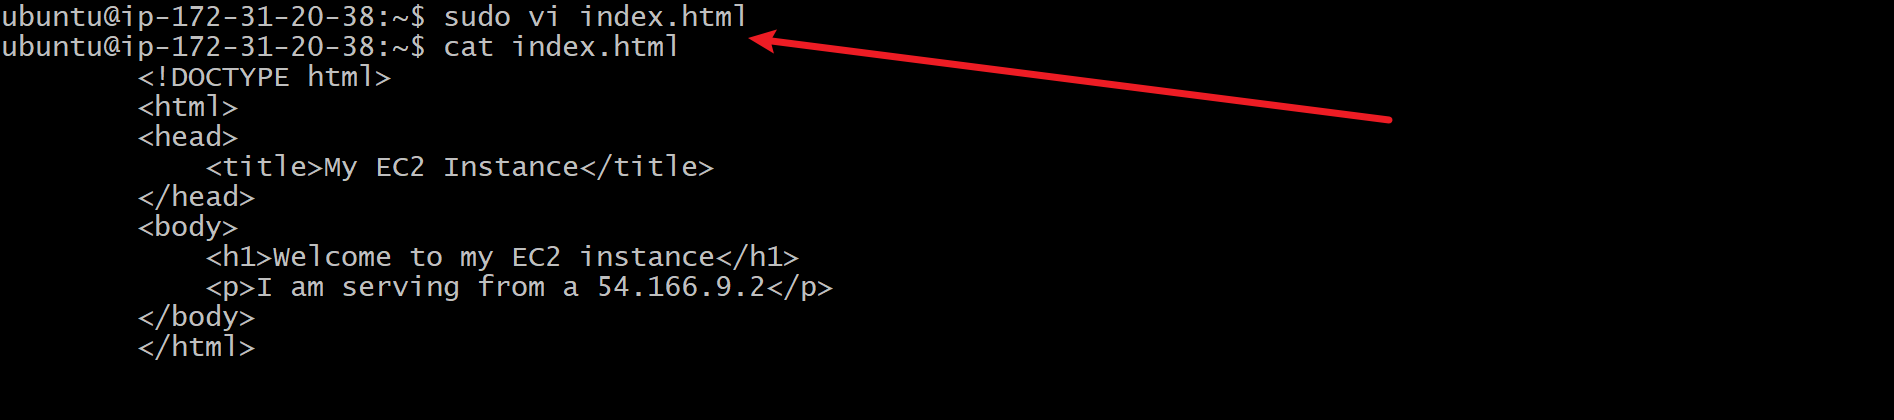 ubuntu@ip-172-31-20-38:~$ sudo vi index.html
ubuntu@ip-172-31-20-38:~$ cat index.html
        <!DOCTYPE html>
        <html>
        <head>
            <title>My EC2 Instance</title>
        </head>
        <body>
            <h1>Welcome to my EC2 instance</h1>
            <p>I am serving from a 54.166.9.2</p>
        </body>
        </html>